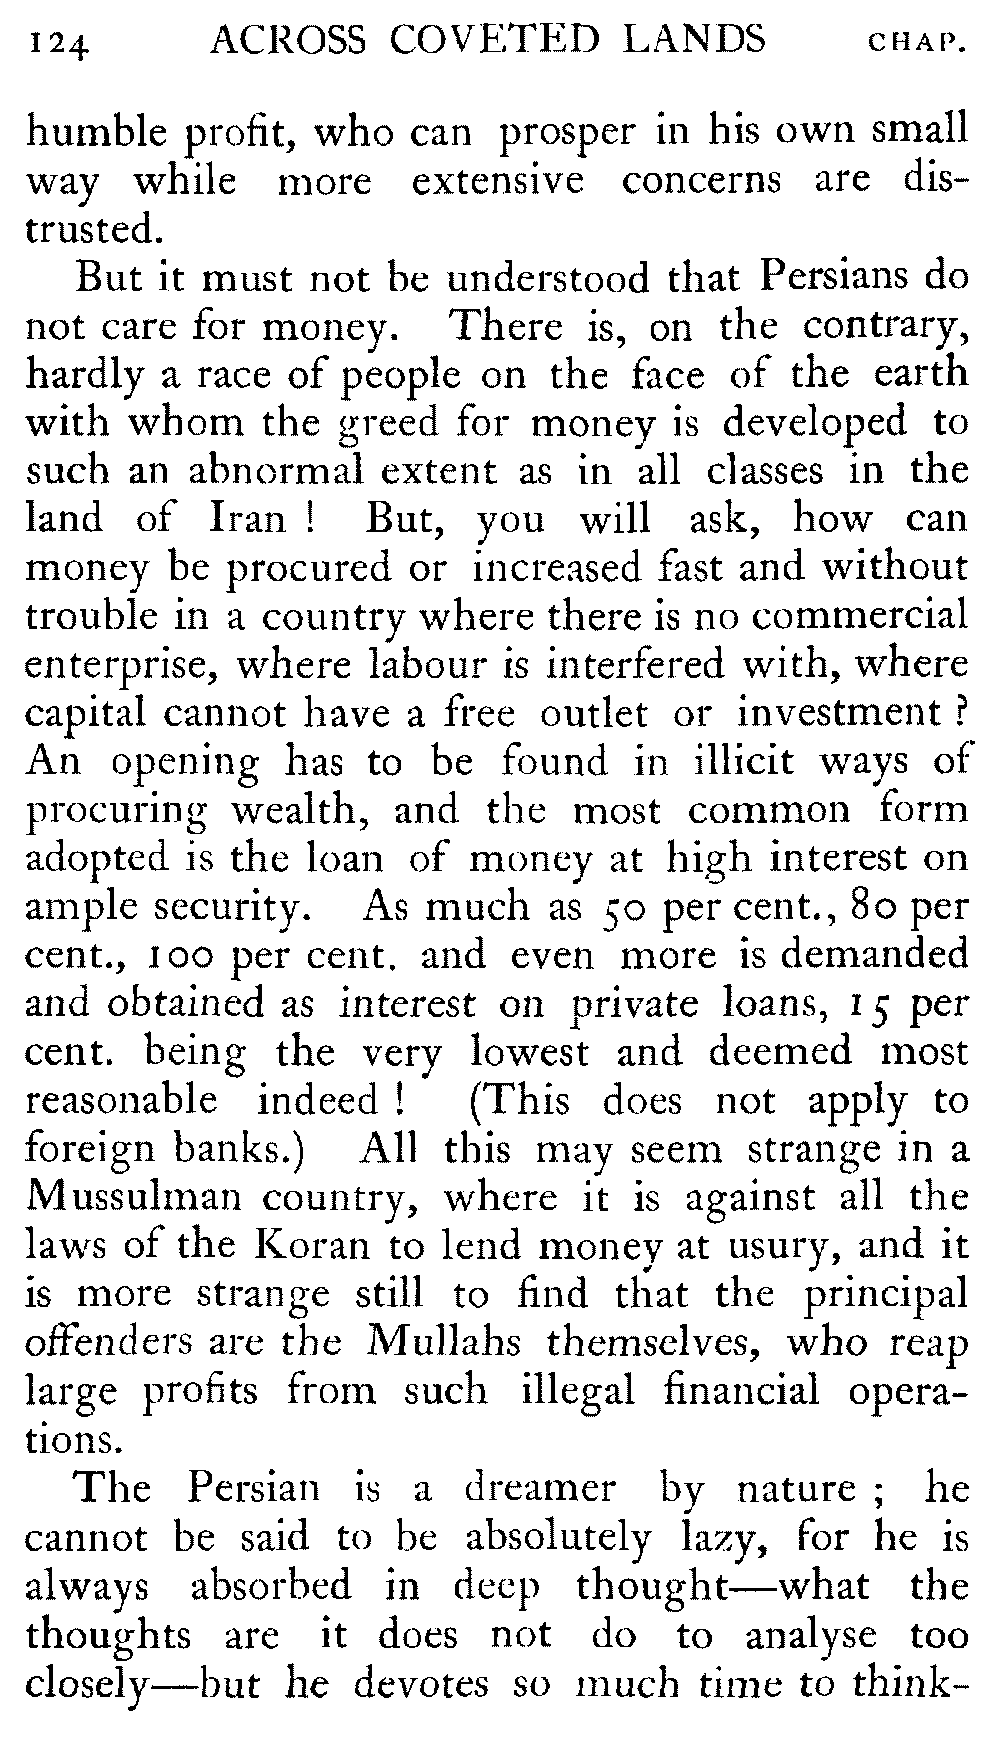 124 ACROSS COVETED LANDS CHAP.
humble profit, who can prosper in his own small
way while more extensive concerns are dis-
trusted.
But it must not be understood that Persians do
not care for money. There is, on the contrary,
hardly a race of people on the face of the earth
with whom the greed for money is developed to
such an abnormal extent as in all classes in the
land of Iran ! But, you will ask, how can
money be procured or increased fast and without
trouble in a country where there is no commercial
enterprise, where labour is interfered with, where
capital cannot have a free outlet or investment ?
An opening has to be found in illicit ways of
procuring wealth, and the most common form
adopted is the loan of money at high interest on
ample security. As much as 50 per cent., 80 per
cent., 100 per cent. and even more is demanded
and obtained as interest on private loans, 15 per
cent. being the very lowest and deemed most
reasonable indeed ! (This does not apply to
foreign banks.) All this may seem strange in a
Mussulman country, where it is against all the
laws of the Koran to lend money at usury, and it
is more strange still to find that the principal
offenders are the Mullahs themselves, who reap
large profits from such illegal financial opera-
tions.
The Persian is a dreamer by nature ; he
cannot be said to be absolutely lazy, for he is
always absorbed in deep thought—what the
thoughts are it does not do to analyse too
closely—but he devotes so much time to think-